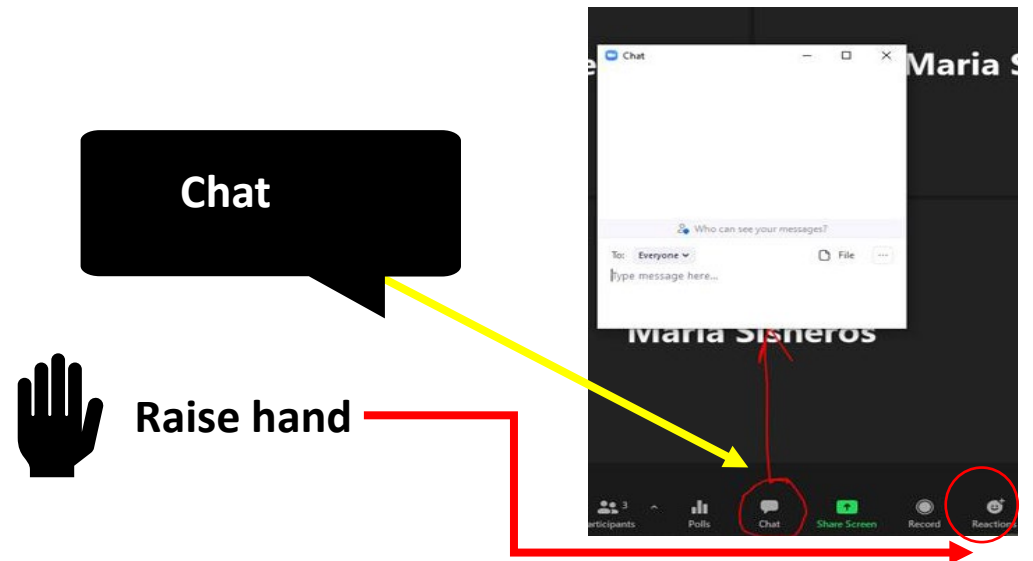 Chat
Raise hand
Chat
Maria S
Who can see your messages?
To: Everyone
File
Type message here...
Maria Sisneros
3
articipants
Polls
Chat
Share Screen
Record
Reactions